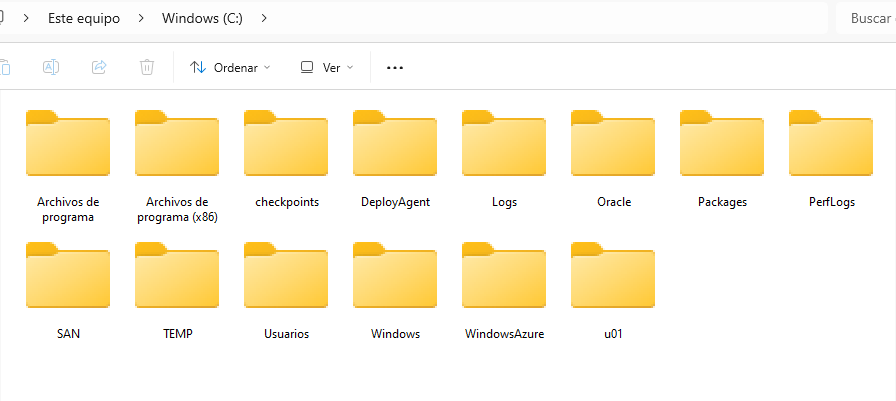 Este equipo > Windows (C:) >
Buscar
Ordenar
Ver
Archivos de programa
Archivos de programa (x86)
checkpoints
DeployAgent
Logs
Oracle
Packages
PerfLogs
SAN
TEMP
Usuarios
Windows
WindowsAzure
u01